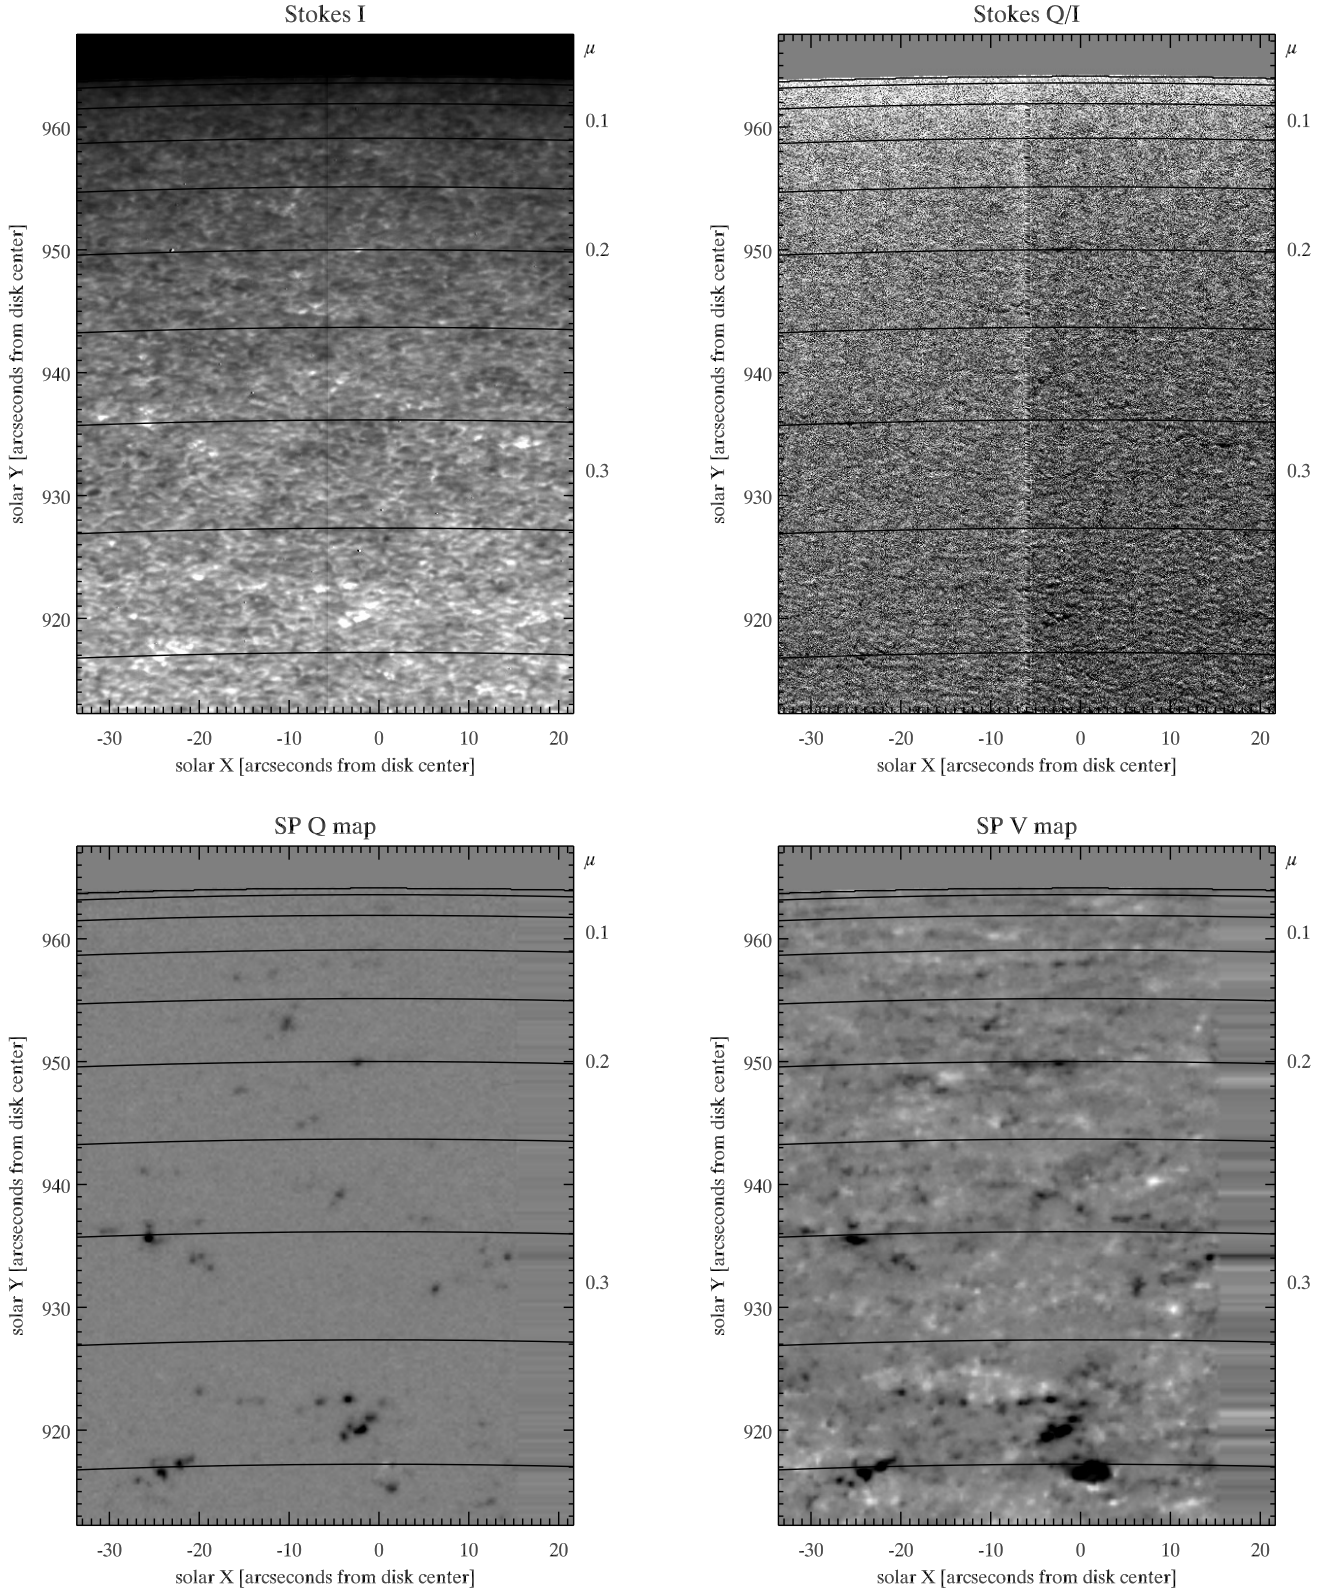 Stokes I
μ
960
0.1
950
0.2
940
930
0.3
920
-30 -20 -10 0 10 20
solar X [arcseconds from disk center]
solar Y [arcseconds from disk center]
Stokes Q/I
μ
960
0.1
950
0.2
940
930
0.3
920
-30 -20 -10 0 10 20
solar X [arcseconds from disk center]
solar Y [arcseconds from disk center]
SP Q map
μ
960
0.1
950
0.2
940
930
0.3
920
-30 -20 -10 0 10 20
solar X [arcseconds from disk center]
solar Y [arcseconds from disk center]
SP V map
μ
960
0.1
950
0.2
940
930
0.3
920
-30 -20 -10 0 10 20
solar X [arcseconds from disk center]
solar Y [arcseconds from disk center]